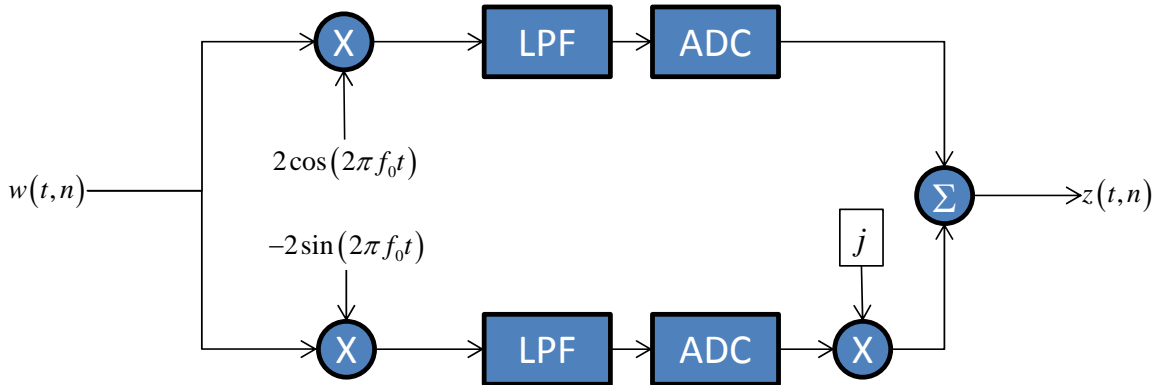 X
LPF
ADC
2cos(2πf₀t)
w(t,n)
Σ
z(t,n)
−2sin(2πf₀t)
j
X
LPF
ADC
X